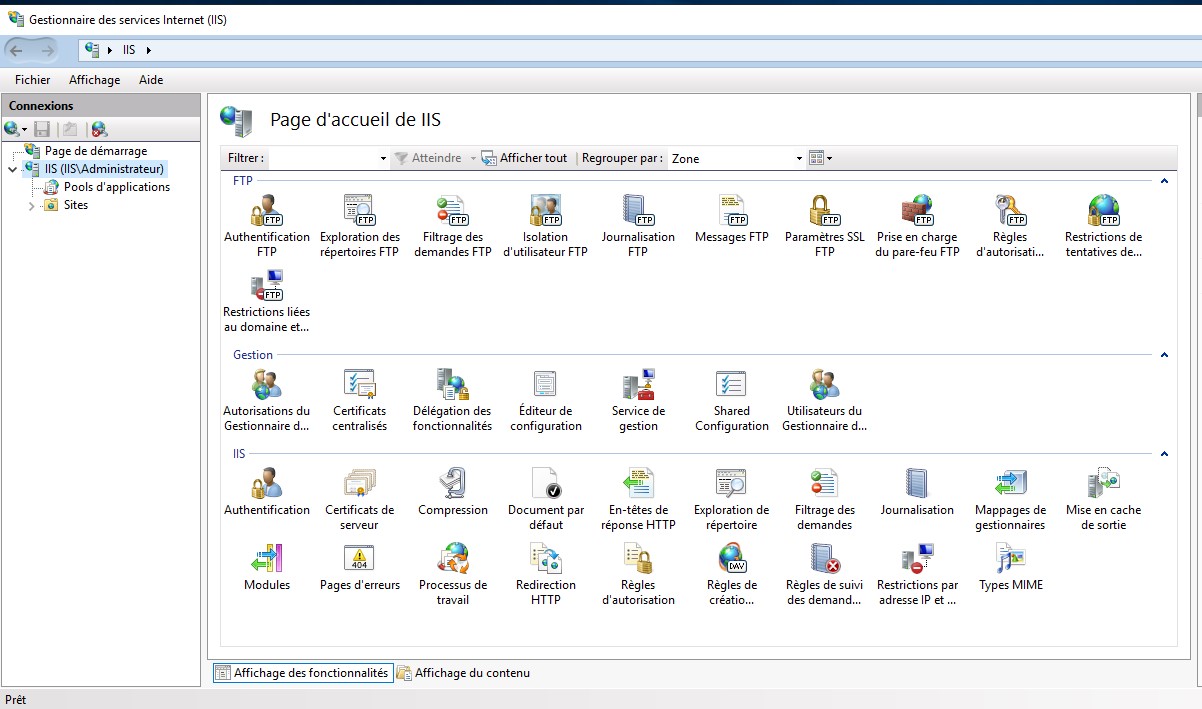 Gestionnaire des services Internet (IIS)
IIS
Fichier Affichage Aide
Connexions
Page de démarrage
IIS (IIS\Administrateur)
Pools d'applications
Sites
Page d'accueil de IIS
Filtrer : Atteindre Afficher tout Regrouper par : Zone
FTP
Authentification FTP
Exploration des répertoires FTP
Filtrage des demandes FTP
Isolation d'utilisateur FTP
Journalisation FTP
Messages FTP
Paramètres SSL FTP
Prise en charge du pare-feu FTP
Règles d'autorisati...
Restrictions de tentatives de...
Restrictions liées au domaine et...
Gestion
Autorisations du Gestionnaire d...
Certificats centralisés
Délégation des fonctionnalités
Éditeur de configuration
Service de gestion
Shared Configuration
Utilisateurs du Gestionnaire d...
IIS
Authentification
Certificats de serveur
Compression
Document par défaut
En-têtes de réponse HTTP
Exploration de répertoire
Filtrage des demandes
Journalisation
Mappages de gestionnaires
Mise en cache de sortie
Modules
Pages d'erreurs
Processus de travail
Redirection HTTP
Règles d'autorisation
Règles de créatio...
Règles de suivi des demand...
Restrictions par adresse IP et ...
Types MIME
Affichage des fonctionnalités Affichage du contenu
Prêt